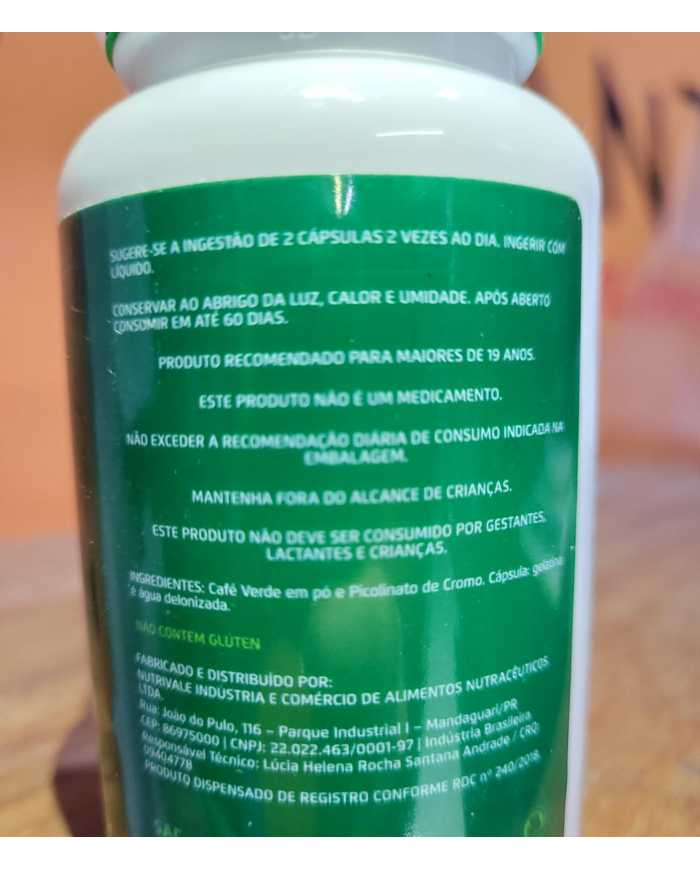 SUGERE-SE A INGESTÃO DE 2 CÁPSULAS 2 VEZES AO DIA. INGERIR COM
LÍQUIDO.
CONSERVAR AO ABRIGO DA LUZ, CALOR E UMIDADE. APÓS ABERTO
CONSUMIR EM ATÉ 60 DIAS.
PRODUTO RECOMENDADO PARA MAIORES DE 19 ANOS.
ESTE PRODUTO NÃO É UM MEDICAMENTO.
NÃO EXCEDER A RECOMENDAÇÃO DIÁRIA DE CONSUMO INDICADA NA
EMBALAGEM.
MANTENHA FORA DO ALCANCE DE CRIANÇAS.
ESTE PRODUTO NÃO DEVE SER CONSUMIDO POR GESTANTES,
LACTANTES E CRIANÇAS.
INGREDIENTES: Café Verde em pó e Picolinato de Cromo. Cápsula: gelatina
e água deionizada.
NÃO CONTEM GLÚTEN
FABRICADO E DISTRIBUÍDO POR:
NUTRIVALE INDUSTRIA E COMÉRCIO DE ALIMENTOS NUTRACÊUTICOS
LTDA.
Rua: João do Pulo, 116 – Parque Industrial I – Mandaguari/PR
CEP: 86975000 | CNPJ: 22.022.463/0001-97 | Indústria Brasileira
Responsável Técnico: Lúcia Helena Rocha Santana Andrade / CRQ:
09404778
PRODUTO DISPENSADO DE REGISTRO CONFORME RDC nº 240/2018.